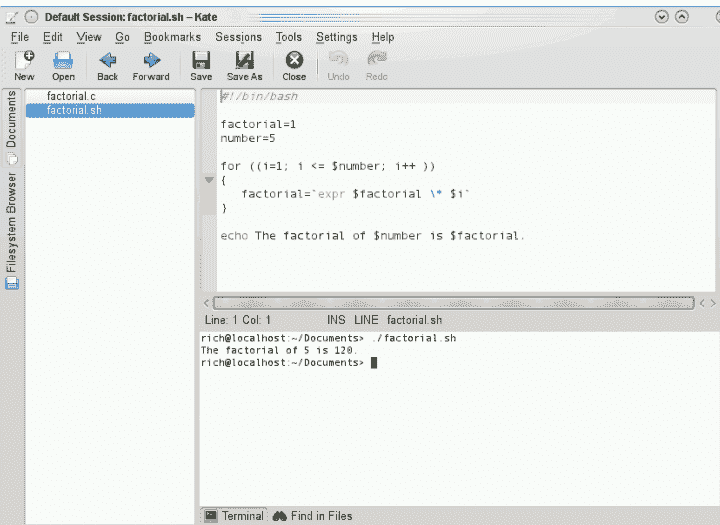 Default Session: factorial.sh – Kate
File Edit View Go Bookmarks Sessions Tools Settings Help
New Open Back Forward Save Save As Close Undo Redo
Documents
Filesystem Browser
factorial.c
factorial.sh
#!/bin/bash
factorial=1
number=5
for ((i=1; i <= $number; i++ ))
{
factorial=`expr $factorial \* $i`
}
echo The factorial of $number is $factorial.
Line: 1 Col: 1 INS LINE factorial.sh
rich@localhost:~/Documents> ./factorial.sh
The factorial of 5 is 120.
rich@localhost:~/Documents>
Terminal Find in Files